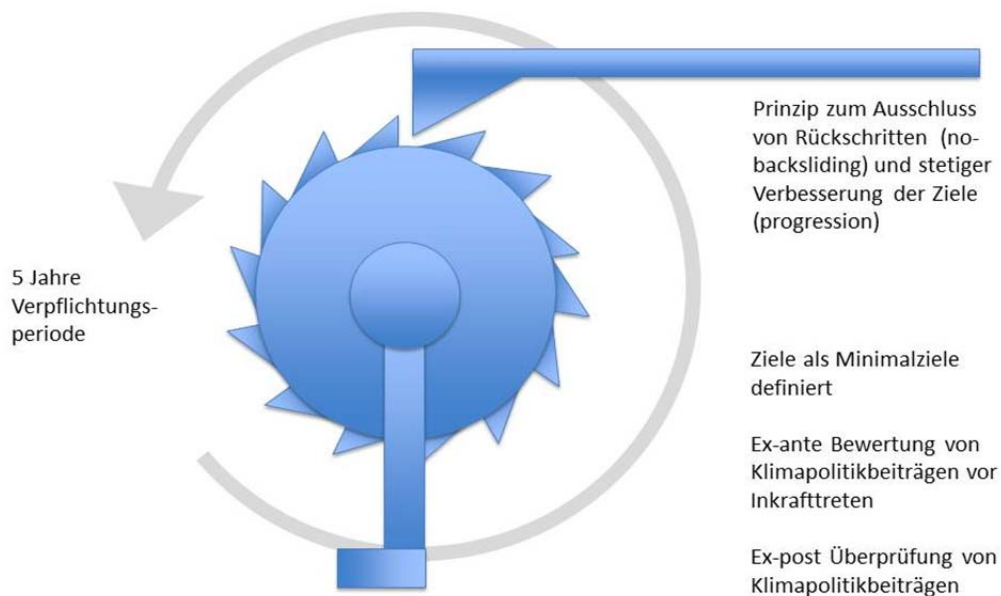 Prinzip zum Ausschluss
von Rückschritten (no-
backsliding) und stetiger
Verbesserung der Ziele
(progression)
5 Jahre
Verpflichtungs-
periode
Ziele als Minimalziele
definiert
Ex-ante Bewertung von
Klimapolitikbeiträgen vor
Inkrafttreten
Ex-post Überprüfung von
Klimapolitikbeiträgen